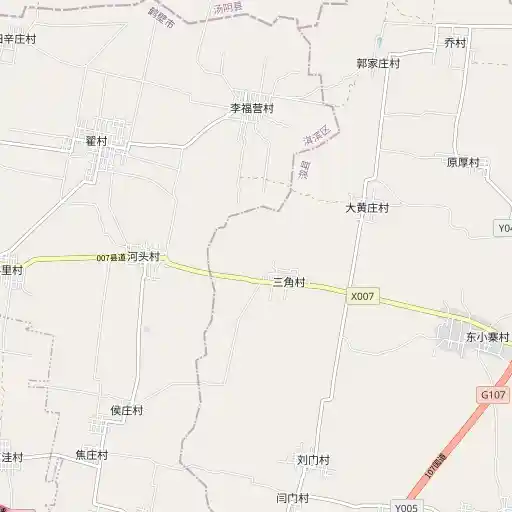 汤阴县
鹤壁市
田辛庄村
乔村
郭家庄村
李福营村
淇滨区
浚县
翟村
原厚村
大黄庄村
Y04
007县道
河头村
里村
三角村
X007
东小寨村
G107
侯庄村
洼村
焦庄村
107国道
刘门村
闫门村
Y005